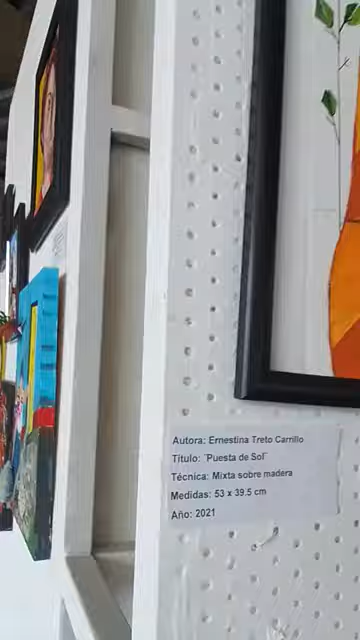 Autora: Ernestina Treto Carrillo
Título: ¨Puesta de Sol¨
Técnica: Mixta sobre madera
Medidas: 53 x 39.5 cm
Año: 2021